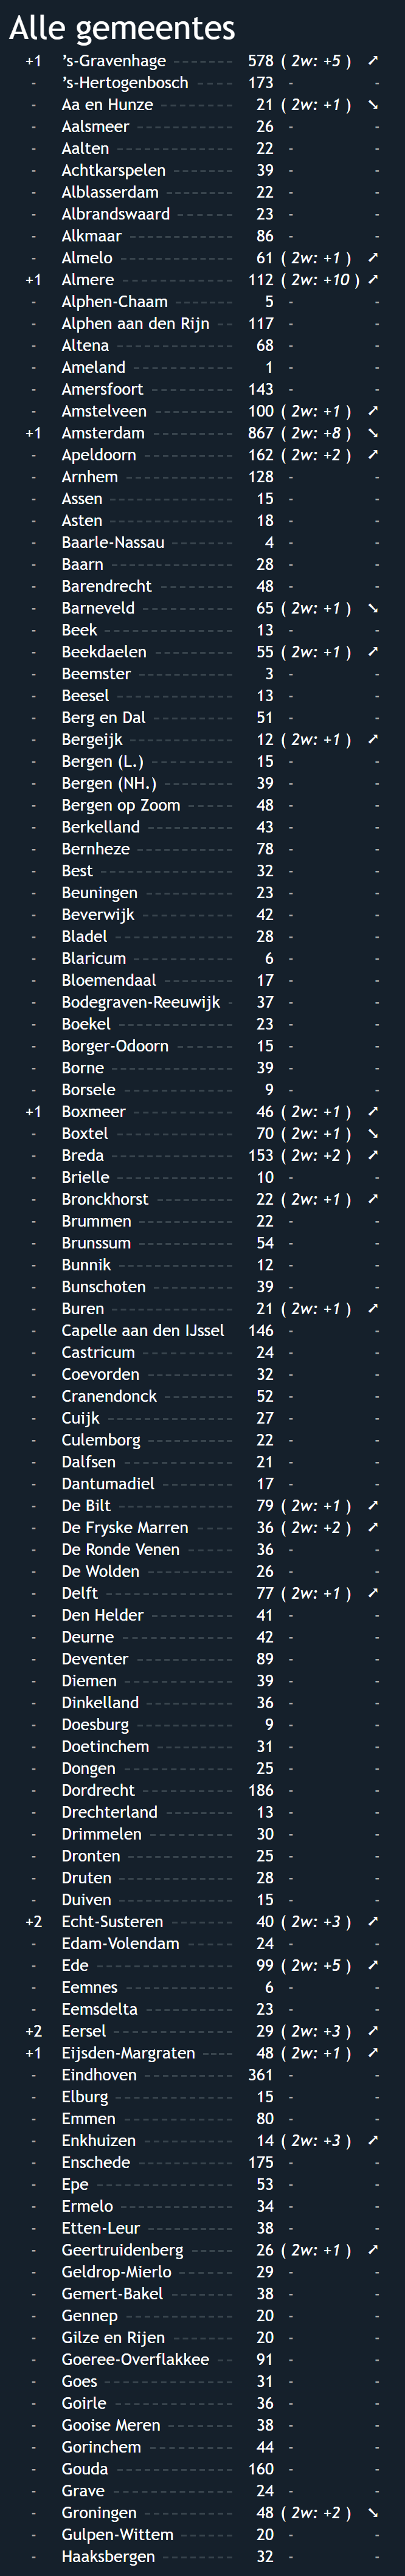 Alle gemeentes
+1 ’s-Gravenhage ------- 578 ( 2w: +5 ) ➚
- ’s-Hertogenbosch ----- 173 - -
- Aa en Hunze -------- 21 ( 2w: +1 ) ➘
- Aalsmeer ---------- 26 - -
- Aalten ------------ 22 - -
- Achtkarspelen ------- 39 - -
- Alblasserdam ------- 22 - -
- Albrandswaard ------ 23 - -
- Alkmaar ----------- 86 - -
- Almelo ------------ 61 ( 2w: +1 ) ➚
+1 Almere ------------ 112 ( 2w: +10 ) ➚
- Alphen-Chaam ------ 5 - -
- Alphen aan den Rijn -- 117 - -
- Altena ------------ 68 - -
- Ameland ---------- 1 - -
- Amersfoort -------- 143 - -
- Amstelveen -------- 100 ( 2w: +1 ) ➚
+1 Amsterdam -------- 867 ( 2w: +8 ) ➘
- Apeldoorn --------- 162 ( 2w: +2 ) ➚
- Arnhem ----------- 128 - -
- Assen ------------- 15 - -
- Asten ------------- 18 - -
- Baarle-Nassau ------- 4 - -
- Baarn ------------- 28 - -
- Barendrecht -------- 48 - -
- Barneveld --------- 65 ( 2w: +1 ) ➘
- Beek ------------- 13 - -
- Beekdaelen -------- 55 ( 2w: +1 ) ➚
- Beemster ---------- 3 - -
- Beesel ------------ 13 - -
- Berg en Dal -------- 51 - -
- Bergeijk ----------- 12 ( 2w: +1 ) ➚
- Bergen (L.) --------- 15 - -
- Bergen (NH.) ------- 39 - -
- Bergen op Zoom ----- 48 - -
- Berkelland --------- 43 - -
- Bernheze ---------- 78 - -
- Best -------------- 32 - -
- Beuningen --------- 23 - -
- Beverwijk --------- 42 - -
- Bladel ------------ 28 - -
- Blaricum ---------- 6 - -
- Bloemendaal ------- 17 - -
- Bodegraven-Reeuwijk - 37 - -
- Boekel ------------ 23 - -
- Borger-Odoorn ------ 15 - -
- Borne ------------- 39 - -
- Borsele ----------- 9 - -
+1 Boxmeer ---------- 46 ( 2w: +1 ) ➚
- Boxtel ------------ 70 ( 2w: +1 ) ➘
- Breda ------------- 153 ( 2w: +2 ) ➚
- Brielle ------------ 10 - -
- Bronckhorst -------- 22 ( 2w: +1 ) ➚
- Brummen ---------- 22 - -
- Brunssum ---------- 54 - -
- Bunnik ------------ 12 - -
- Bunschoten -------- 39 - -
- Buren ------------- 21 ( 2w: +1 ) ➚
- Capelle aan den IJssel 146 - -
- Castricum --------- 24 - -
- Coevorden --------- 32 - -
- Cranendonck ------- 52 - -
- Cuijk ------------- 27 - -
- Culemborg --------- 22 - -
- Dalfsen ----------- 21 - -
- Dantumadiel -------- 17 - -
- De Bilt ------------ 79 ( 2w: +1 ) ➚
- De Fryske Marren ---- 36 ( 2w: +2 ) ➚
- De Ronde Venen ----- 36 - -
- De Wolden --------- 26 - -
- Delft ------------- 77 ( 2w: +1 ) ➚
- Den Helder -------- 41 - -
- Deurne ----------- 42 - -
- Deventer ---------- 89 - -
- Diemen ----------- 39 - -
- Dinkelland --------- 36 - -
- Doesburg ---------- 9 - -
- Doetinchem -------- 31 - -
- Dongen ----------- 25 - -
- Dordrecht --------- 186 - -
- Drechterland ------- 13 - -
- Drimmelen -------- 30 - -
- Dronten ---------- 25 - -
- Druten ------------ 28 - -
- Duiven ------------ 15 - -
+2 Echt-Susteren ------- 40 ( 2w: +3 ) ➚
- Edam-Volendam ----- 24 - -
- Ede -------------- 99 ( 2w: +5 ) ➚
- Eemnes ----------- 6 - -
- Eemsdelta --------- 23 - -
+2 Eersel ------------ 29 ( 2w: +3 ) ➚
+1 Eijsden-Margraten ---- 48 ( 2w: +1 ) ➚
- Eindhoven --------- 361 - -
- Elburg ------------ 15 - -
- Emmen ----------- 80 - -
- Enkhuizen --------- 14 ( 2w: +3 ) ➚
- Enschede ---------- 175 - -
- Epe -------------- 53 - -
- Ermelo ----------- 34 - -
- Etten-Leur --------- 38 - -
- Geertruidenberg ----- 26 ( 2w: +1 ) ➚
- Geldrop-Mierlo ------ 29 - -
- Gemert-Bakel ------- 38 - -
- Gennep ----------- 20 - -
- Gilze en Rijen ------- 20 - -
- Goeree-Overflakkee -- 91 - -
- Goes ------------- 31 - -
- Goirle ------------ 36 - -
- Gooise Meren ------- 38 - -
- Gorinchem --------- 44 - -
- Gouda ------------ 160 - -
- Grave ------------- 24 - -
- Groningen --------- 48 ( 2w: +2 ) ➘
- Gulpen-Wittem ------ 20 - -
- Haaksbergen ------- 32 - -